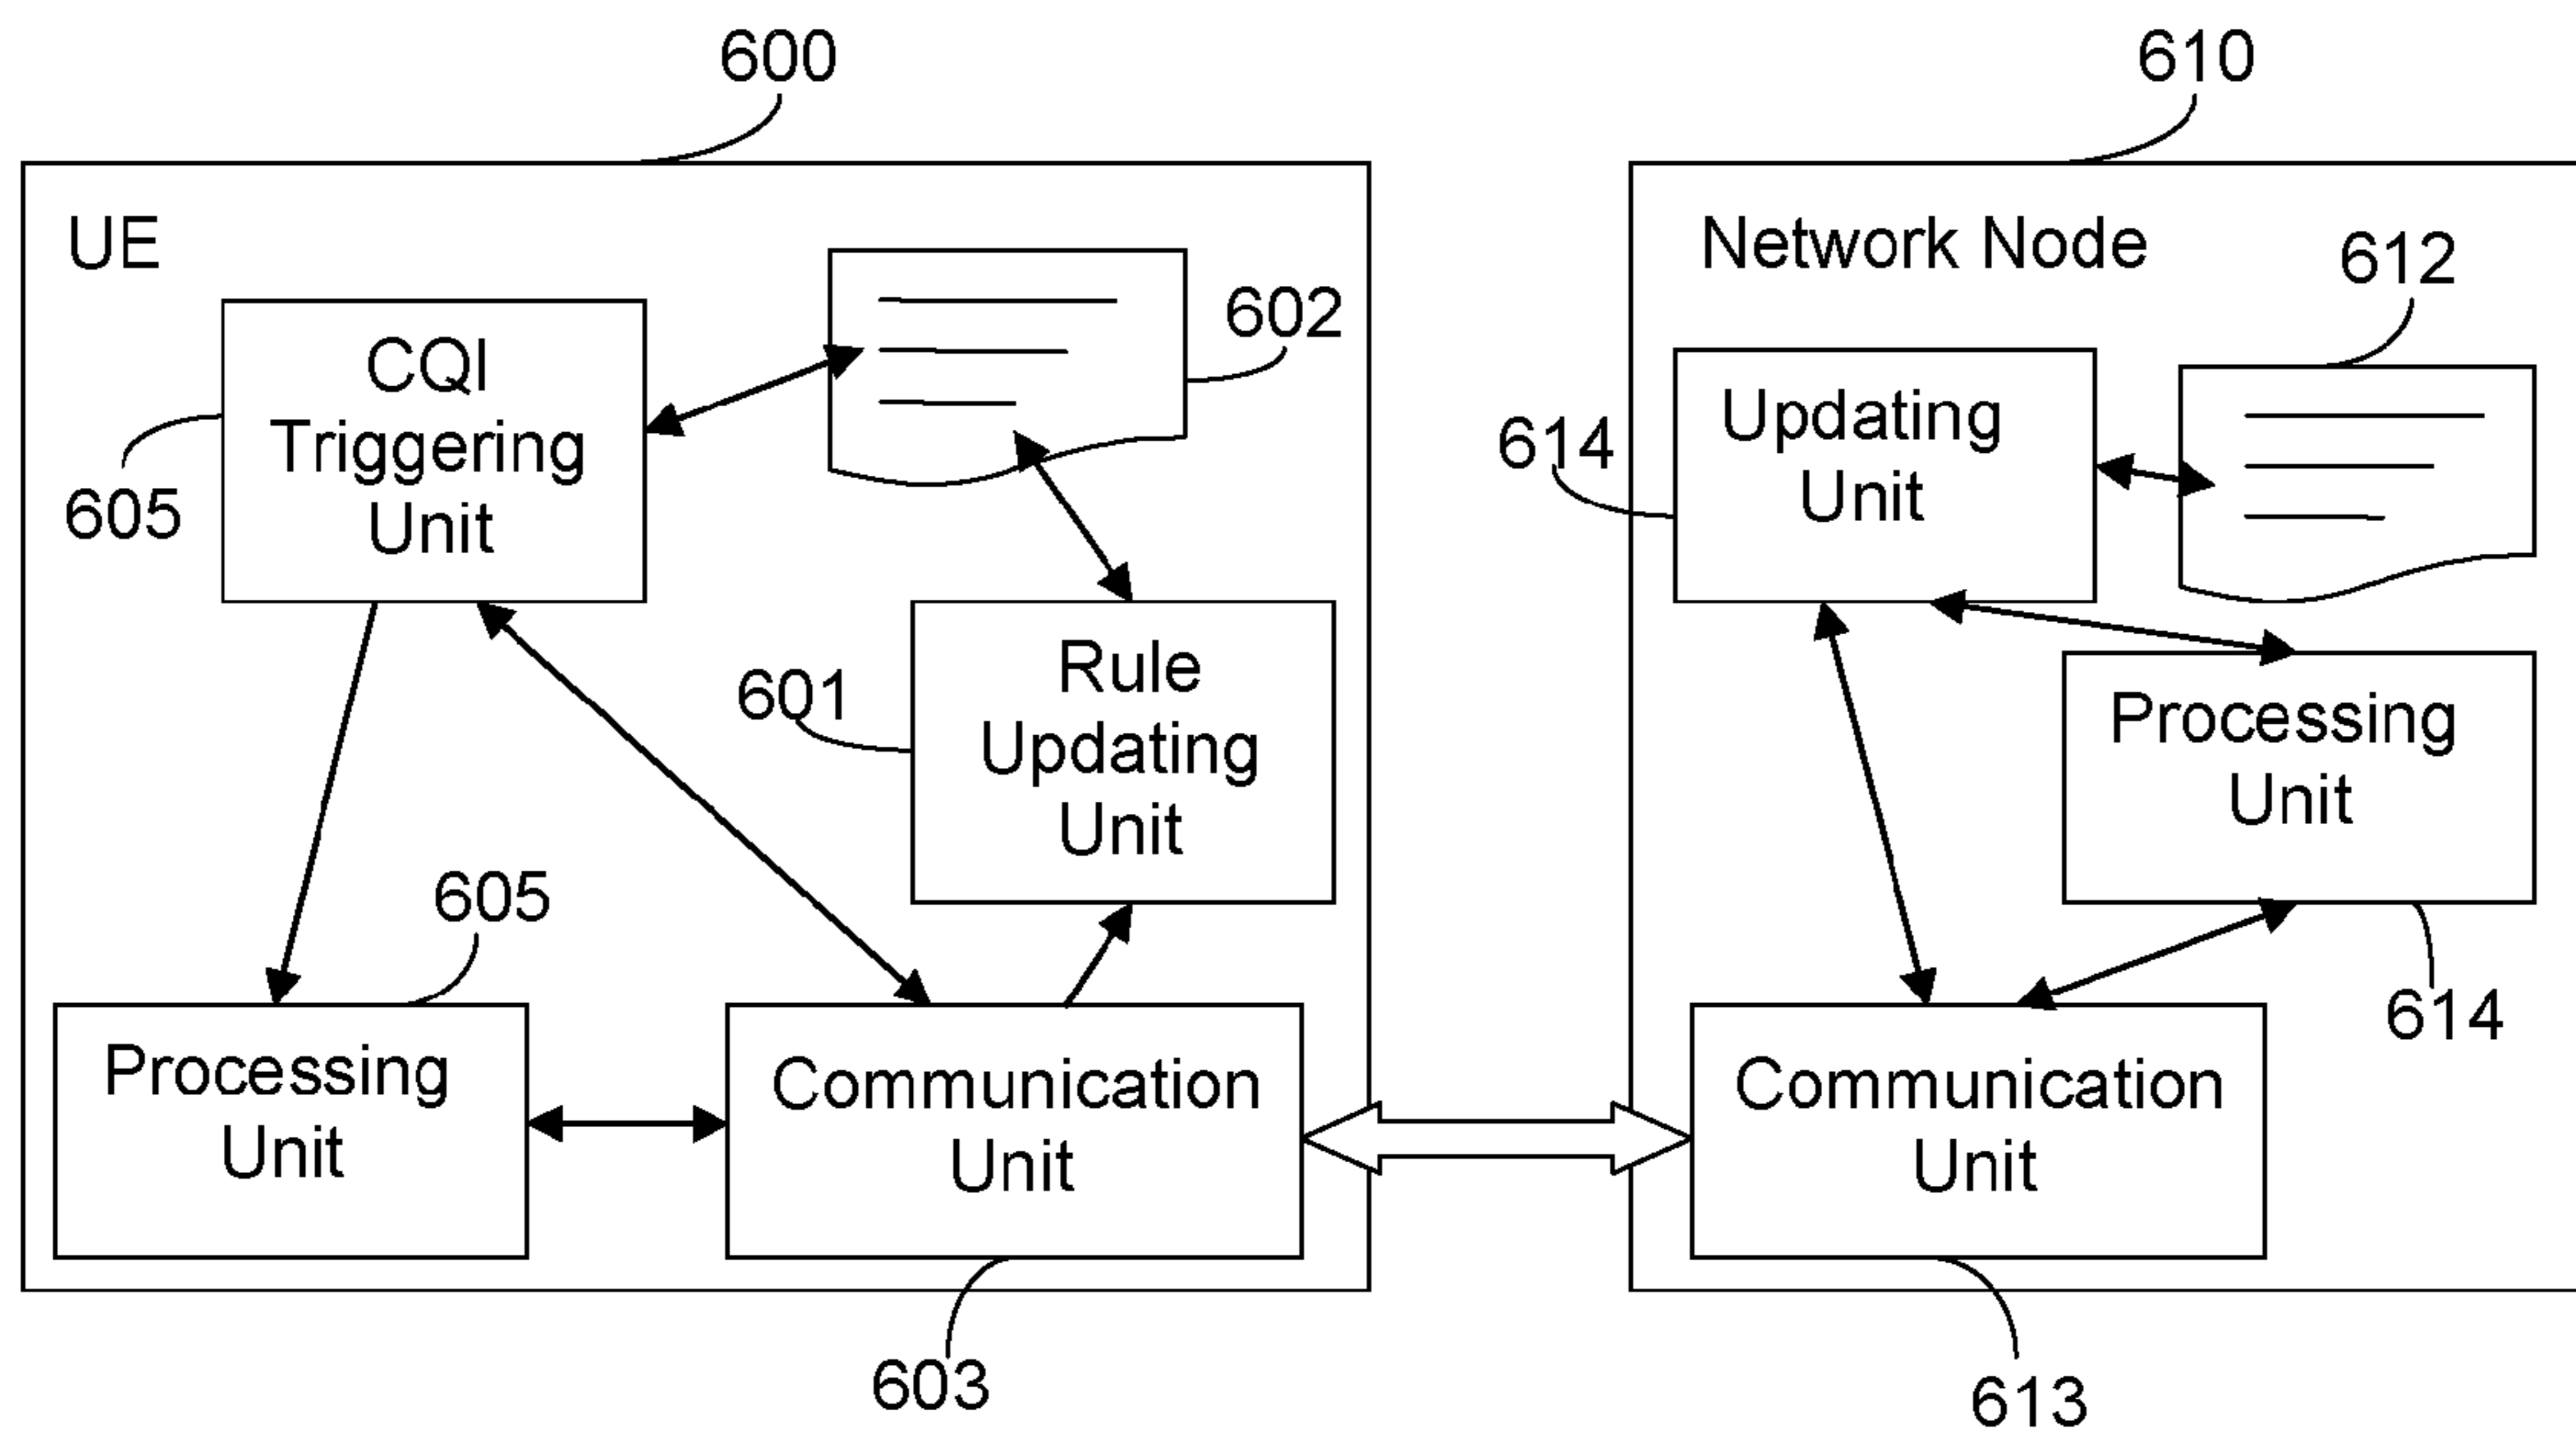 600
610
UE
Network Node
612
602
CQI
Triggering
Unit
605
614
Updating
Unit
601
Rule
Updating
Unit
Processing
Unit
605
614
Processing
Unit
Communication
Unit
Communication
Unit
603
613